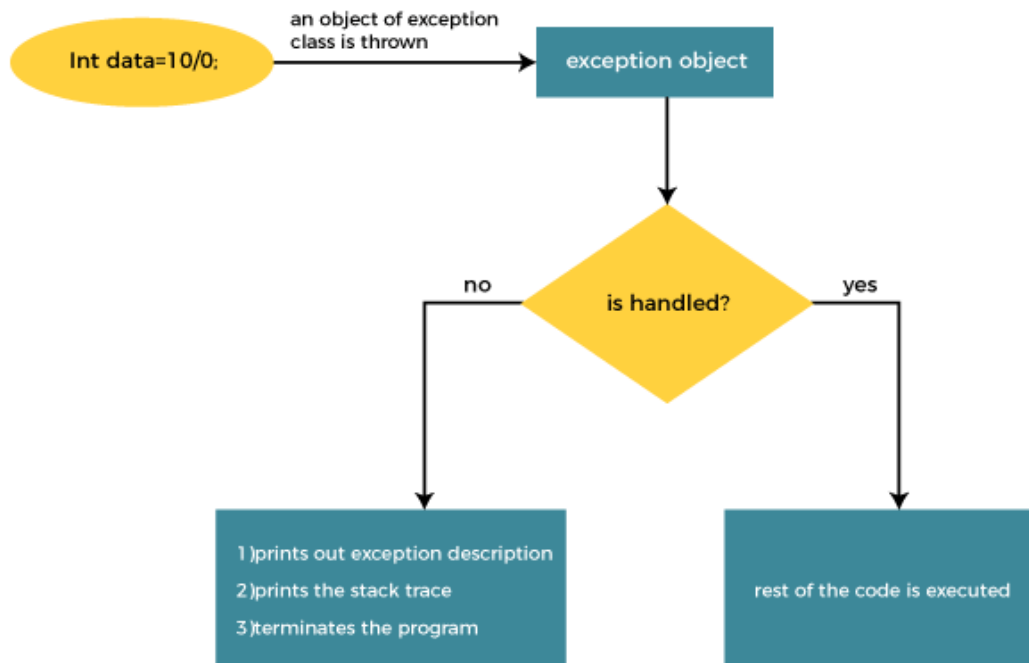 an object of exception
class is thrown
Int data=10/0;
exception object
is handled?
no
yes
1)prints out exception description
2)prints the stack trace
3)terminates the program
rest of the code is executed